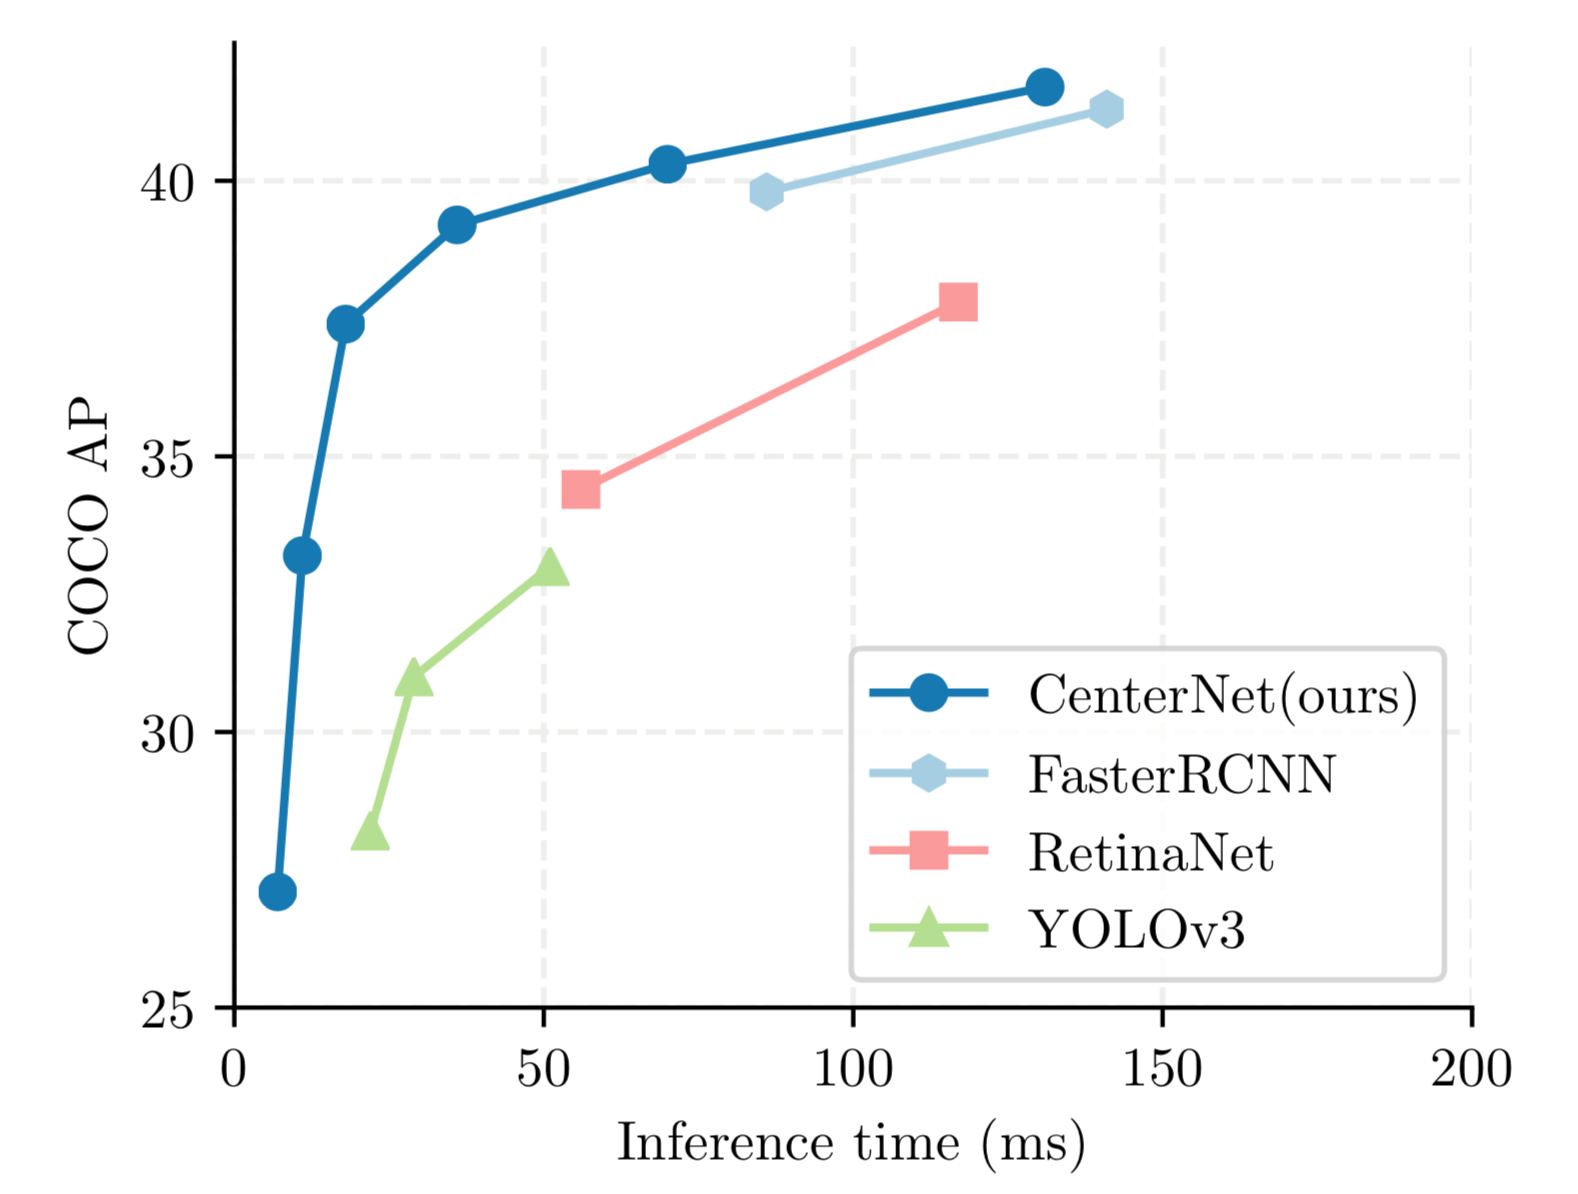 COCO AP
40
35
30
25
0 50 100 150 200
Inference time (ms)
CenterNet(ours)
FasterRCNN
RetinaNet
YOLOv3